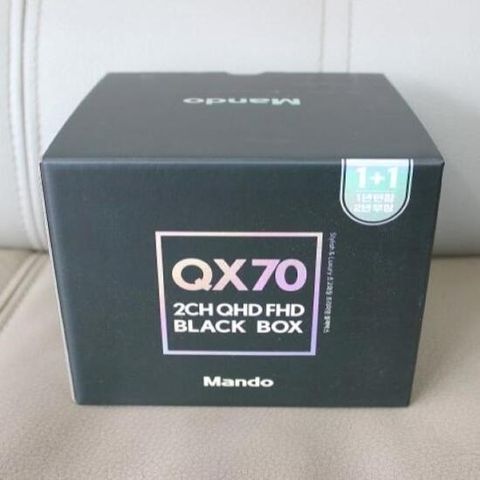 Mando
1+1
QX70
2CH QHD FHD
BLACK BOX
Mando